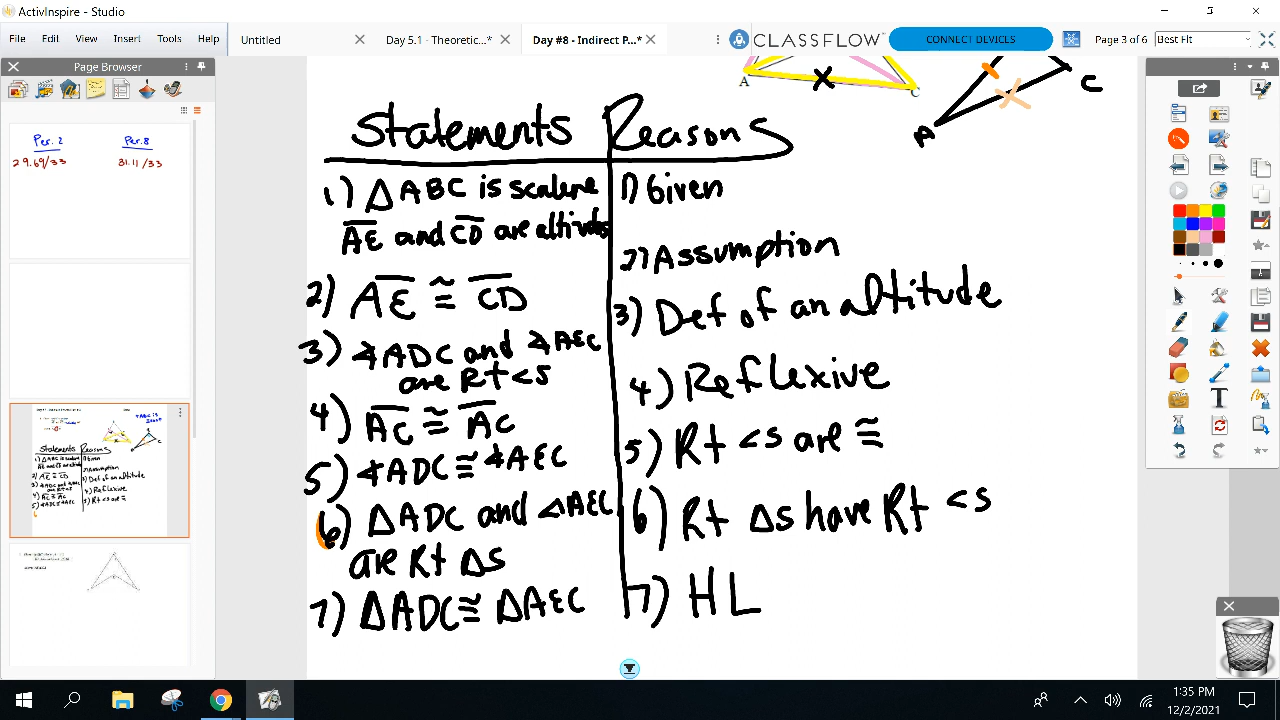 ActivInspire - Studio
File Edit View Insert Tools Help
Untitled
Day 5.1 - Theoretic...*
Day #8 - Indirect P...*
CLASSFLOW
CONNECT DEVICES
Page 3 of 6
Best Fit
Page Browser
Per. 2 Per. 8
29.69/33 31.11/33
A
C
A
C
Statements Reasons
1) △ABC is scalene
AE and CD are altitudes
1) Given
2) AE ≅ CD
2) Assumption
3) ∡ADC and ∡AEC
are Rt <s
3) Def of an altitude
4) AC ≅ AC
4) Reflexive
5) ∡ADC ≅ ∡AEC
5) Rt <s are ≅
6) △ADC and △AEC
are Rt △s
6) Rt △s have Rt <s
7) △ADC ≅ △AEC
7) HL
1:35 PM
12/2/2021